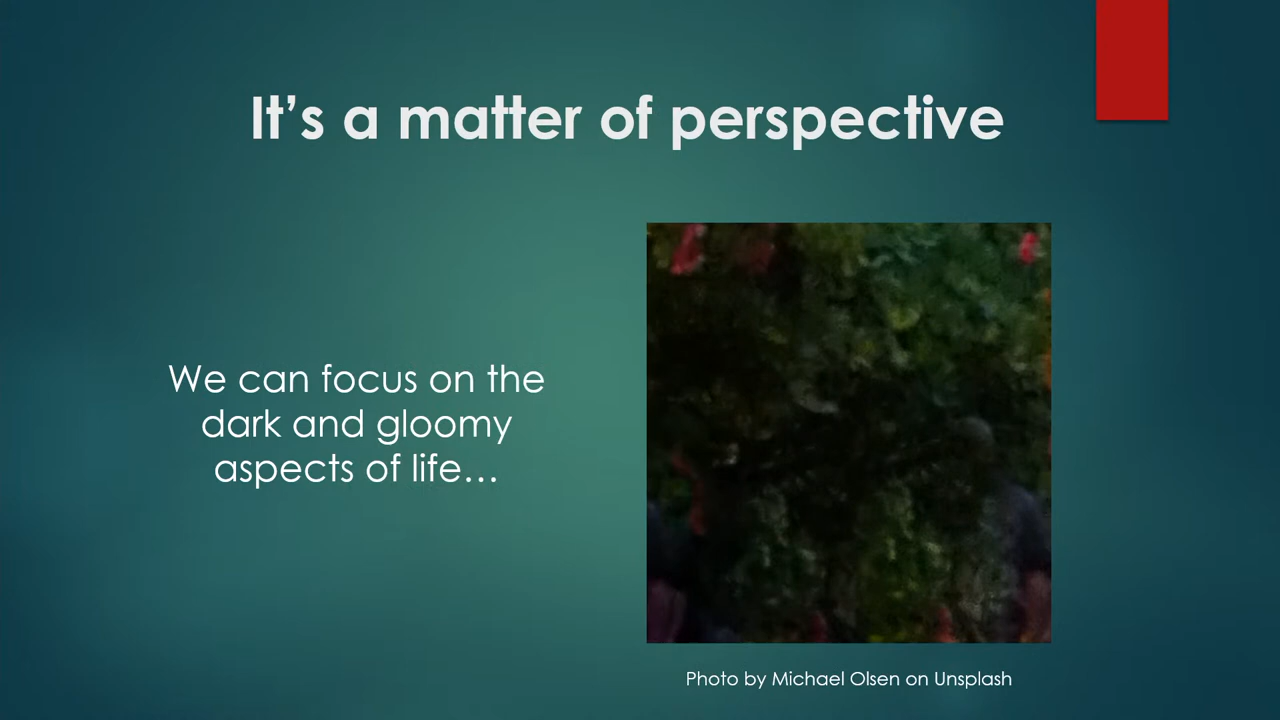 It’s a matter of perspective
We can focus on the
dark and gloomy
aspects of life…
Photo by Michael Olsen on Unsplash